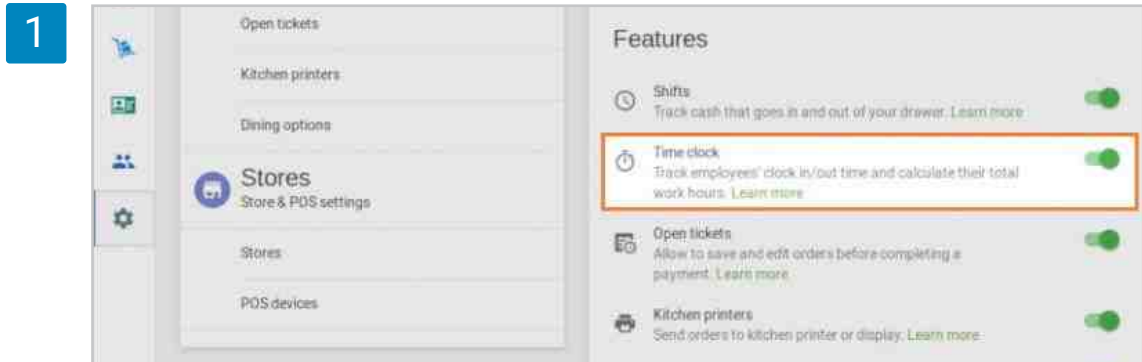 1
Open tickets
Kitchen printers
Dining options
Stores
Store & POS settings
Stores
POS devices
Features
Shifts
Track cash that goes in and out of your drawer. Learn more
Time clock
Track employees' clock in/out time and calculate their total
work hours. Learn more
Open tickets
Allow to save and edit orders before completing a
payment. Learn more
Kitchen printers
Send orders to kitchen printer or display. Learn more